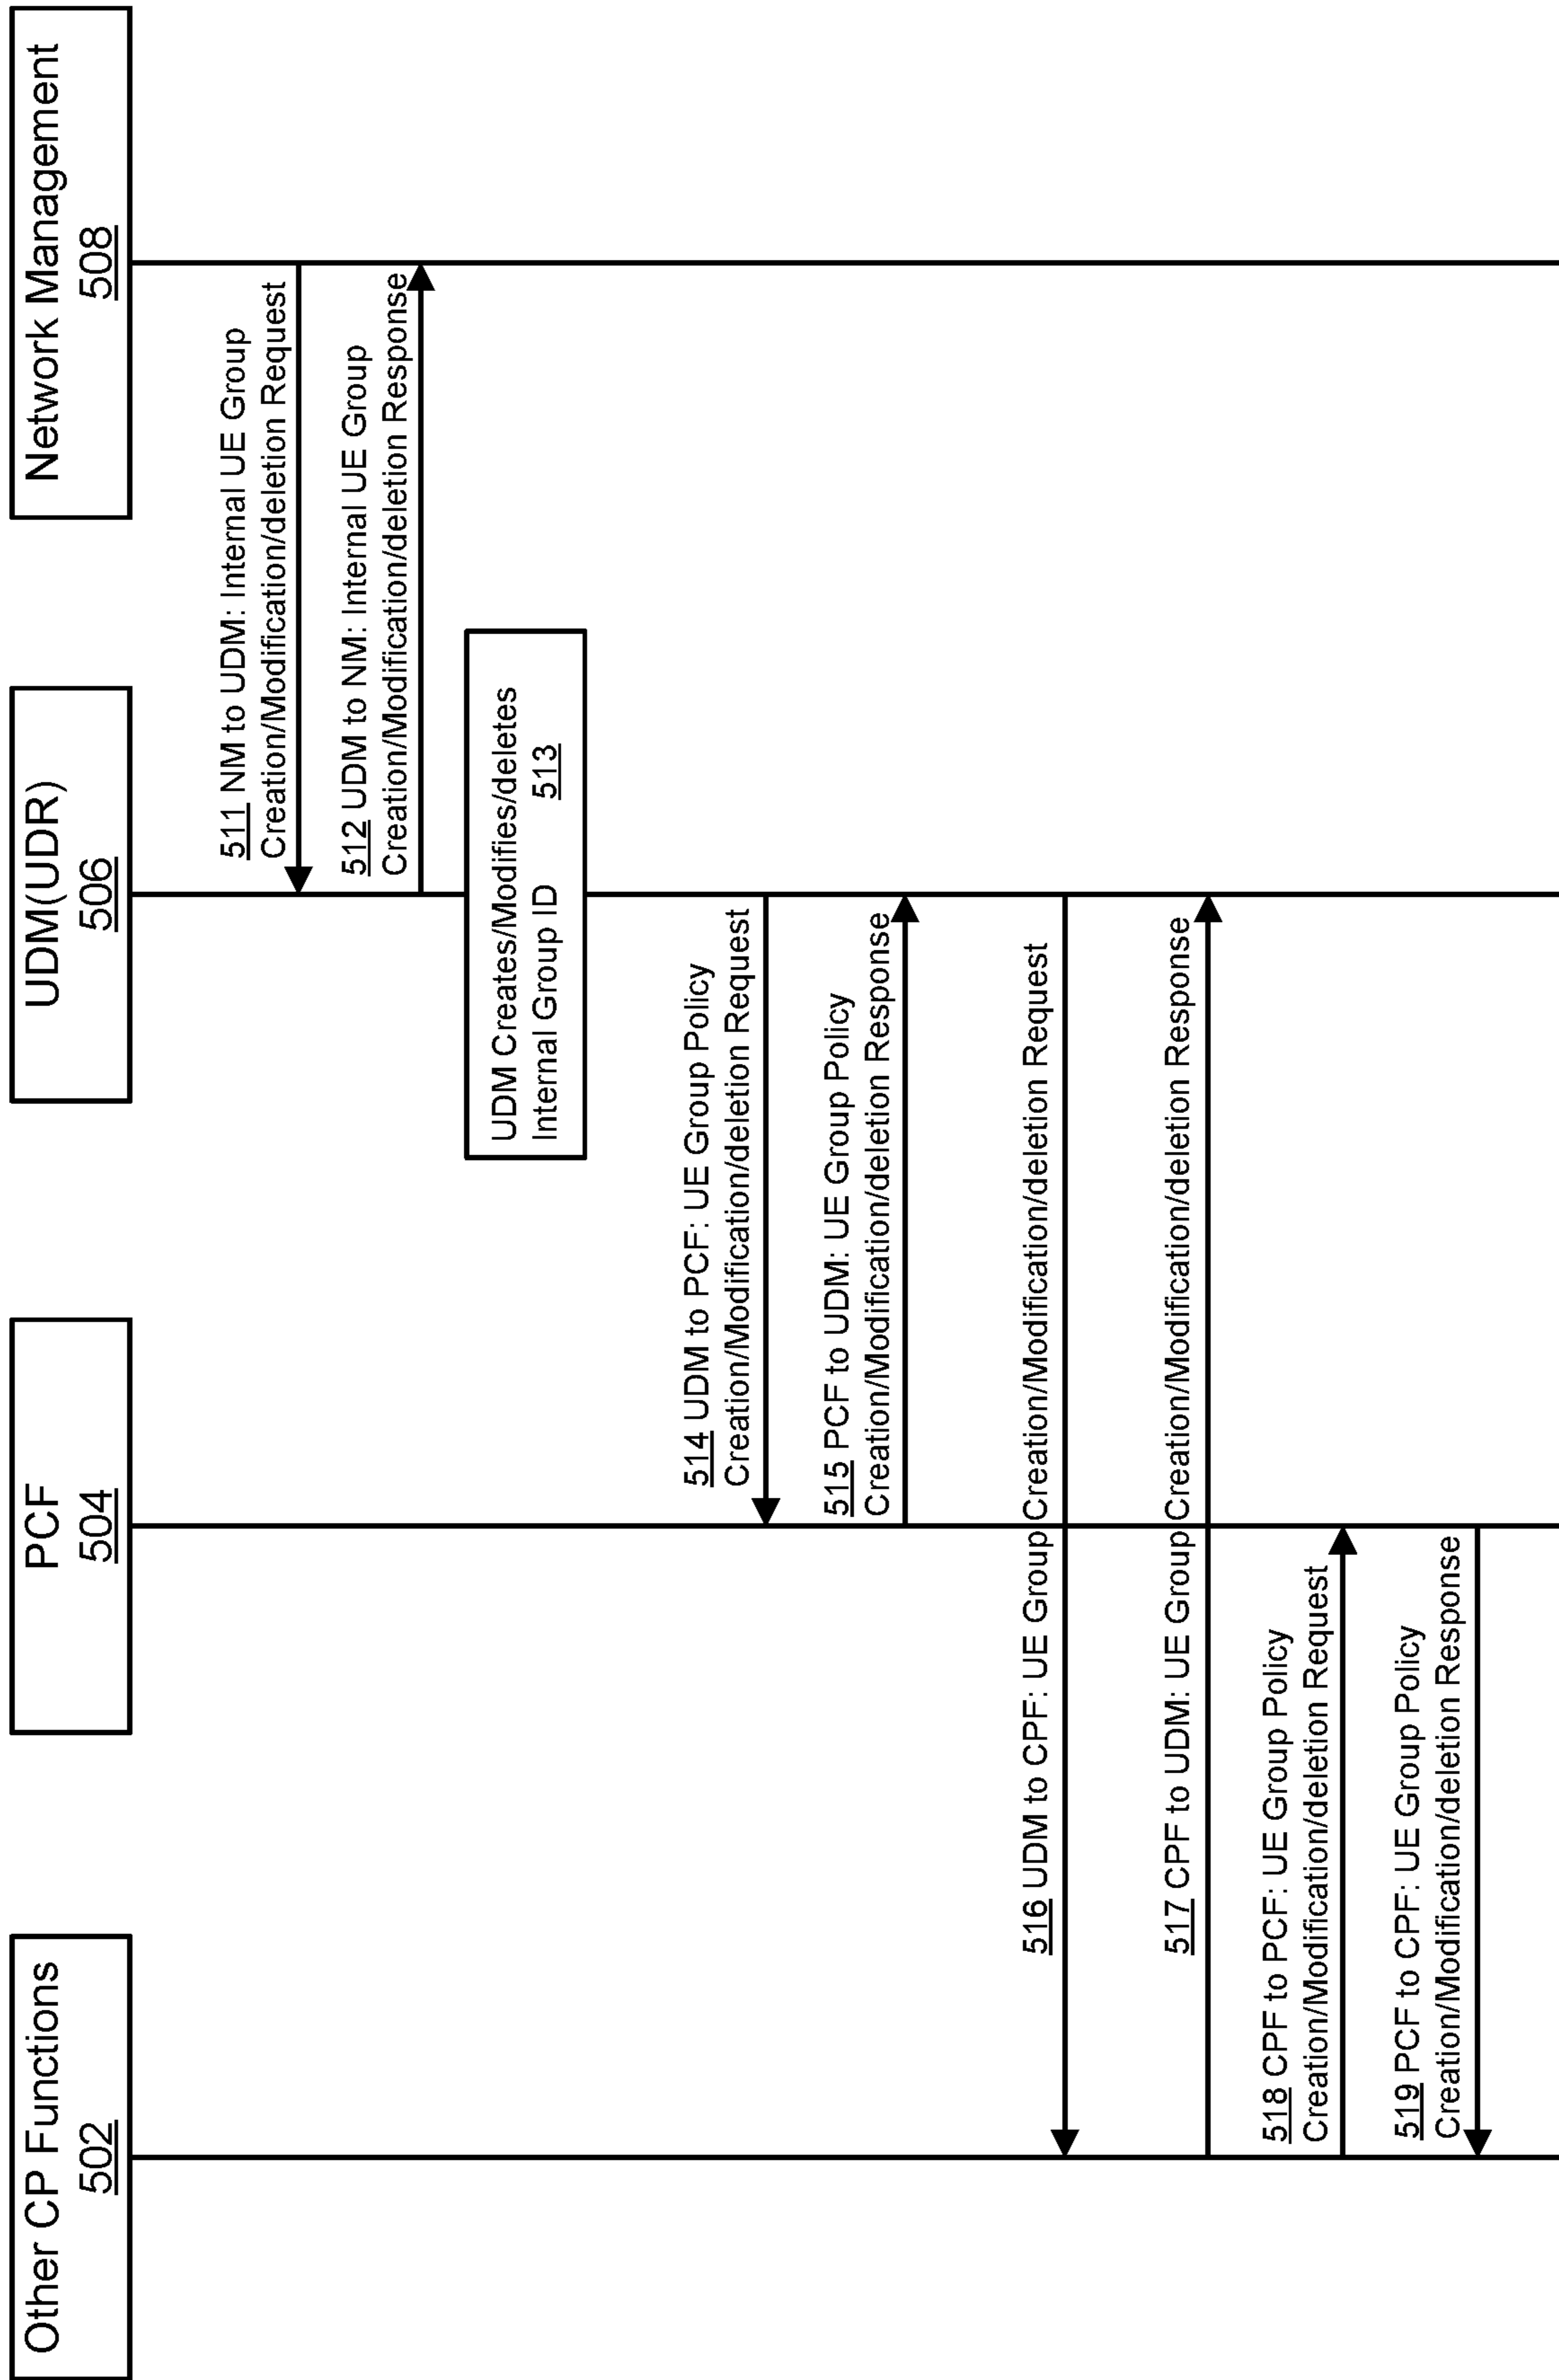 Other CP Functions
502
PCF
504
UDM(UDR)
506
Network Management
508
511 NM to UDM: Internal UE Group
Creation/Modification/deletion Request
512 UDM to NM: Internal UE Group
Creation/Modification/deletion Response
UDM Creates/Modifies/deletes
Internal Group ID 513
514 UDM to PCF: UE Group Policy
Creation/Modification/deletion Request
515 PCF to UDM: UE Group Policy
Creation/Modification/deletion Response
516 UDM to CPF: UE Group Creation/Modification/deletion Request
517 CPF to UDM: UE Group Creation/Modification/deletion Response
518 CPF to PCF: UE Group Policy
Creation/Modification/deletion Request
519 PCF to CPF: UE Group Policy
Creation/Modification/deletion Response